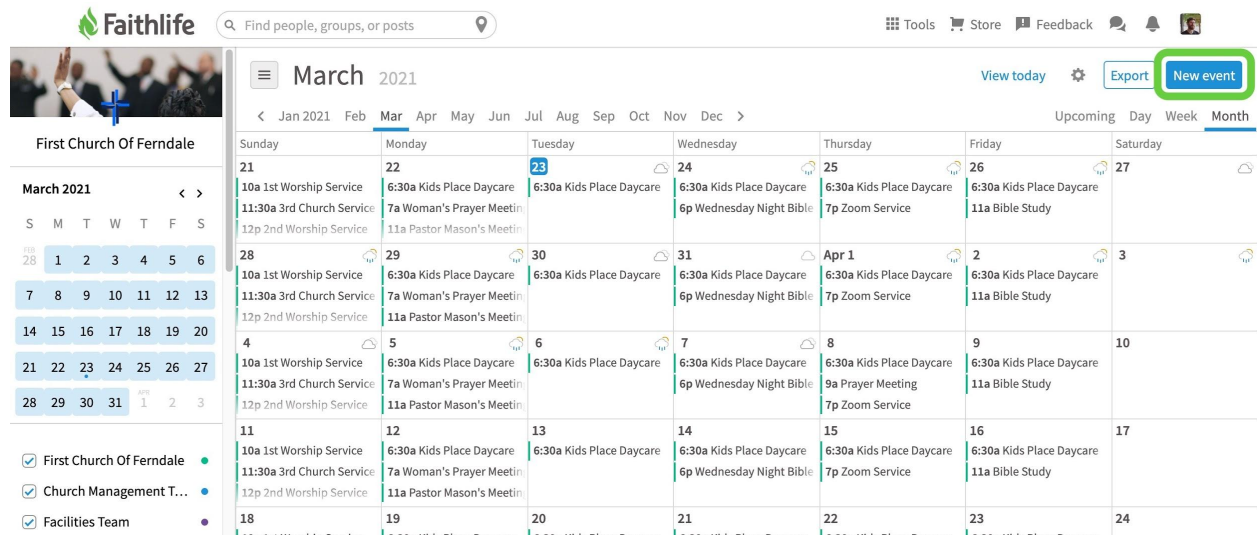 Faithlife
Find people, groups, or posts
Tools Store Feedback
First Church Of Ferndale
March 2021
S M T W T F S
FEB 28 1 2 3 4 5 6
7 8 9 10 11 12 13
14 15 16 17 18 19 20
21 22 23 24 25 26 27
28 29 30 31 APR 1 2 3
First Church Of Ferndale
Church Management T...
Facilities Team
March 2021
View today Export New event
Jan 2021 Feb Mar Apr May Jun Jul Aug Sep Oct Nov Dec
Upcoming Day Week Month
Sunday Monday Tuesday Wednesday Thursday Friday Saturday
21 22 23 24 25 26 27
10a 1st Worship Service 6:30a Kids Place Daycare 6:30a Kids Place Daycare 6:30a Kids Place Daycare 6:30a Kids Place Daycare 6:30a Kids Place Daycare
11:30a 3rd Church Service 7a Woman's Prayer Meetin 6p Wednesday Night Bible 7p Zoom Service 11a Bible Study
12p 2nd Worship Service 11a Pastor Mason's Meetin
28 29 30 31 Apr 1 2 3
10a 1st Worship Service 6:30a Kids Place Daycare 6:30a Kids Place Daycare 6:30a Kids Place Daycare 6:30a Kids Place Daycare 6:30a Kids Place Daycare
11:30a 3rd Church Service 7a Woman's Prayer Meetin 6p Wednesday Night Bible 7p Zoom Service 11a Bible Study
12p 2nd Worship Service 11a Pastor Mason's Meetin
4 5 6 7 8 9 10
10a 1st Worship Service 6:30a Kids Place Daycare 6:30a Kids Place Daycare 6:30a Kids Place Daycare 6:30a Kids Place Daycare 6:30a Kids Place Daycare
11:30a 3rd Church Service 7a Woman's Prayer Meetin 6p Wednesday Night Bible 9a Prayer Meeting 11a Bible Study
12p 2nd Worship Service 11a Pastor Mason's Meetin 7p Zoom Service
11 12 13 14 15 16 17
10a 1st Worship Service 6:30a Kids Place Daycare 6:30a Kids Place Daycare 6:30a Kids Place Daycare 6:30a Kids Place Daycare 6:30a Kids Place Daycare
11:30a 3rd Church Service 7a Woman's Prayer Meetin 6p Wednesday Night Bible 7p Zoom Service 11a Bible Study
12p 2nd Worship Service 11a Pastor Mason's Meetin
18 19 20 21 22 23 24